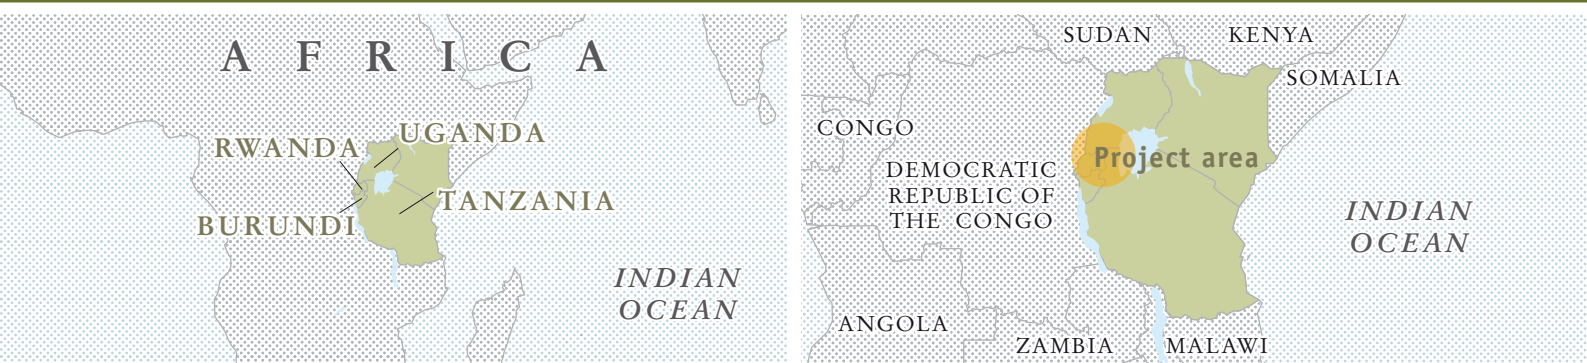 AFRICA
UGANDA
RWANDA
TANZANIA
BURUNDI
INDIAN
OCEAN
SUDAN
KENYA
SOMALIA
CONGO
Project area
DEMOCRATIC
REPUBLIC OF
THE CONGO
INDIAN
OCEAN
ANGOLA
ZAMBIA
MALAWI